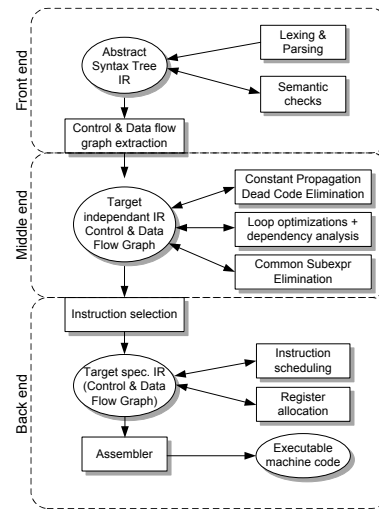 Front end
Abstract
Syntax Tree
IR
Lexing &
Parsing
Semantic
checks
Control & Data flow
graph extraction
Middle end
Target
independant IR
Control & Data
Flow Graph
Constant Propagation
Dead Code Elimination
Loop optimizations +
dependency analysis
Common Subexpr
Elimination
Back end
Instruction selection
Target spec. IR
(Control & Data
Flow Graph)
Instruction
scheduling
Register
allocation
Assembler
Executable
machine code